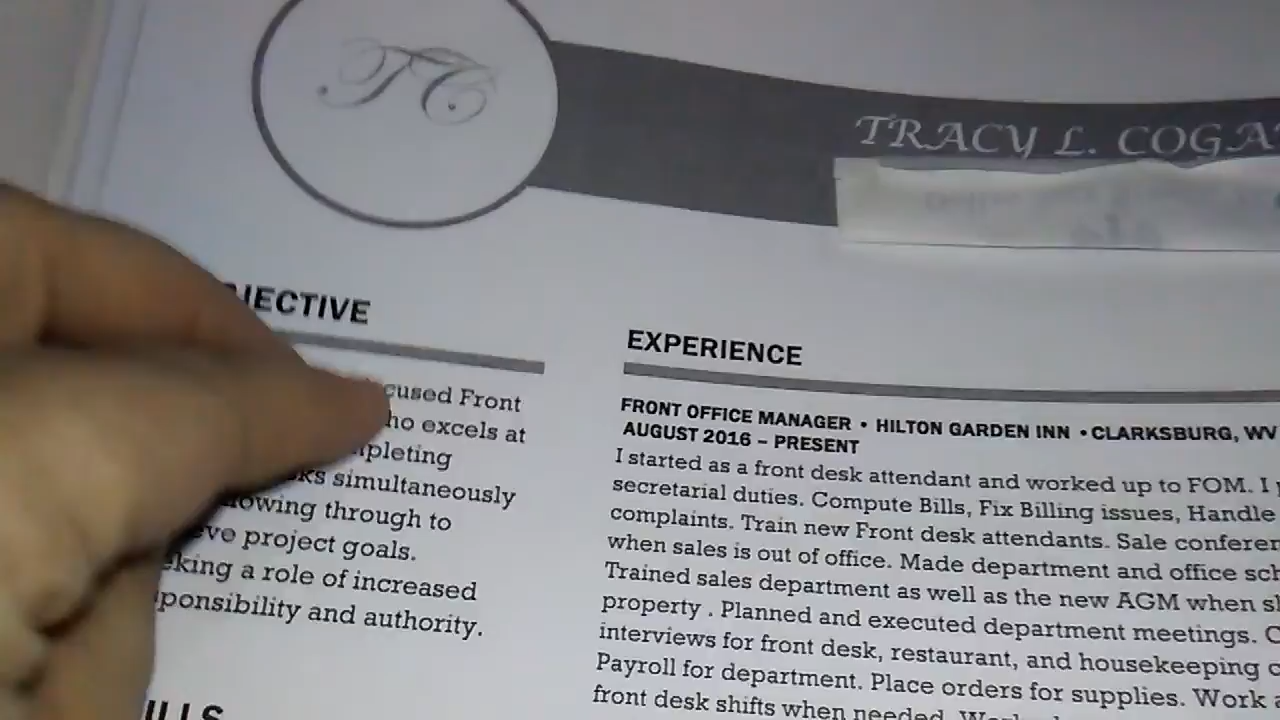 TC
TRACY L. COGA
JECTIVE
cused Front
ho excels at
pleting
ks simultaneously
lowing through to
eve project goals.
eking a role of increased
ponsibility and authority.
ILLS
EXPERIENCE
FRONT OFFICE MANAGER • HILTON GARDEN INN • CLARKSBURG, WV
AUGUST 2016 – PRESENT
I started as a front desk attendant and worked up to FOM. I
secretarial duties. Compute Bills, Fix Billing issues, Handle
complaints. Train new Front desk attendants. Sale conferen
when sales is out of office. Made department and office sch
Trained sales department as well as the new AGM when s
property . Planned and executed department meetings.
interviews for front desk, restaurant, and housekeeping
Payroll for department. Place orders for supplies. Work
front desk shifts when needed.